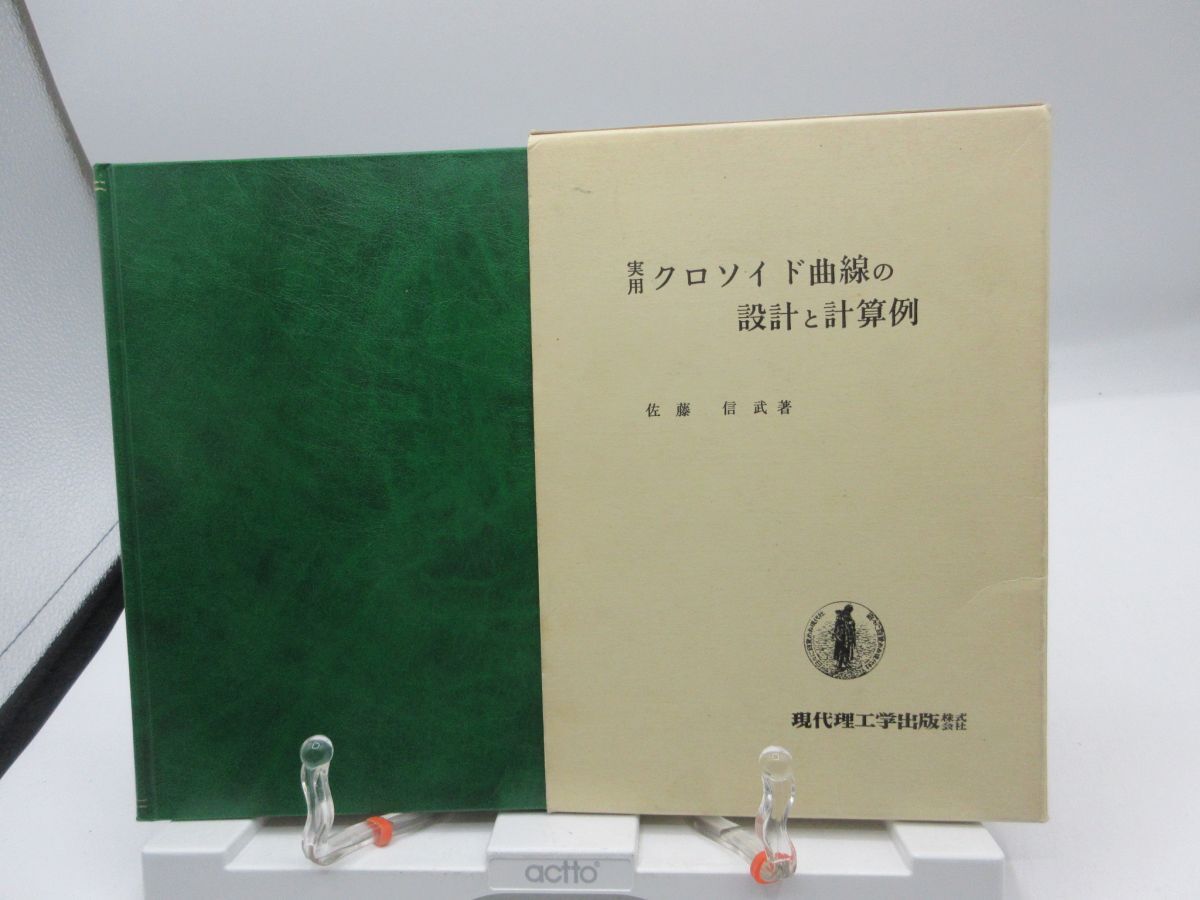 実用 クロソイド曲線の
設計と計算例
佐藤 信武著
現代理工学出版株式会社
actto